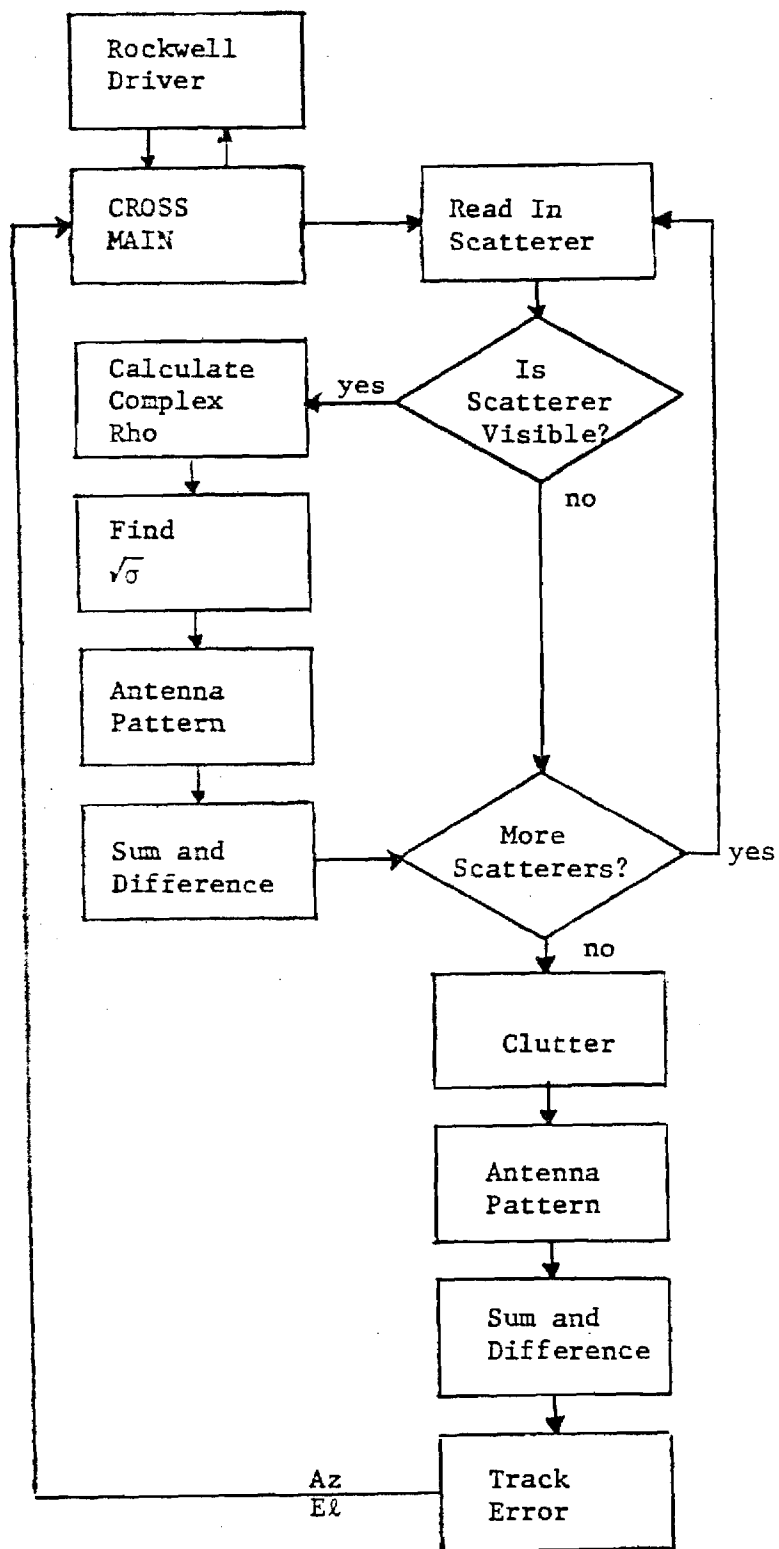 Rockwell
Driver
CROSS
MAIN
Read In
Scatterer
Is
Scatterer
Visible?
yes
no
Calculate
Complex
Rho
Find
√σ
Antenna
Pattern
Sum and
Difference
More
Scatterers?
yes
no
Clutter
Antenna
Pattern
Sum and
Difference
Track
Error
Az
Eℓ